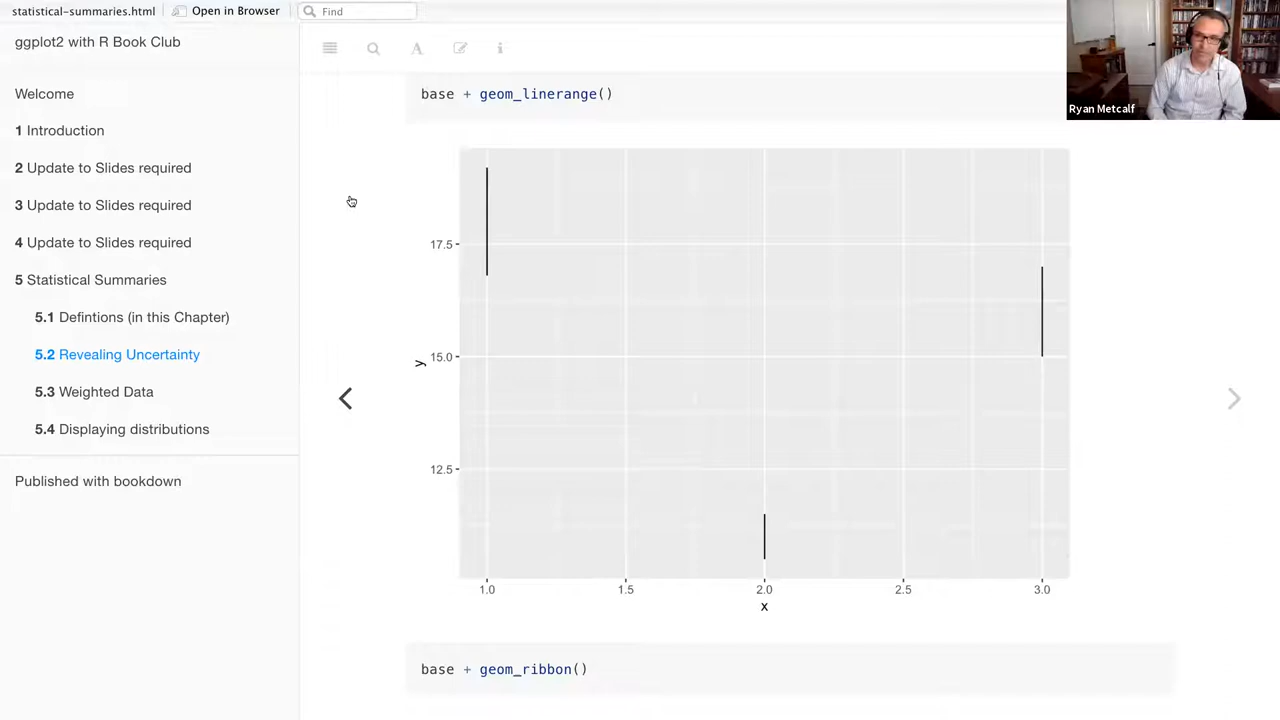 statistical-summaries.html
Open in Browser
Find
ggplot2 with R Book Club
Welcome
1 Introduction
2 Update to Slides required
3 Update to Slides required
4 Update to Slides required
5 Statistical Summaries
5.1 Defintions (in this Chapter)
5.2 Revealing Uncertainty
5.3 Weighted Data
5.4 Displaying distributions
Published with bookdown
A
i
Ryan Metcalf
base + geom_linerange()
17.5
15.0
12.5
y
1.0 1.5 2.0 2.5 3.0
x
base + geom_ribbon()